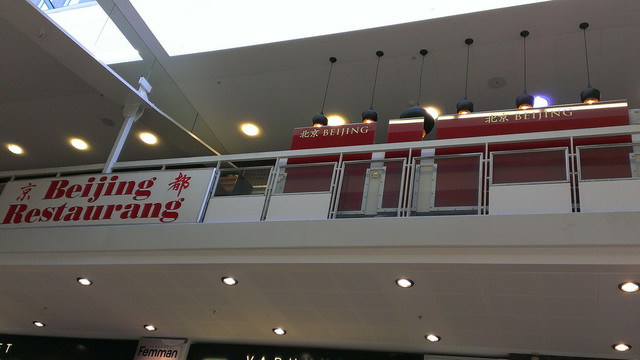 北京 BEIJING
北京 BEIJING
京 Beijing 都
Restaurang
Femman